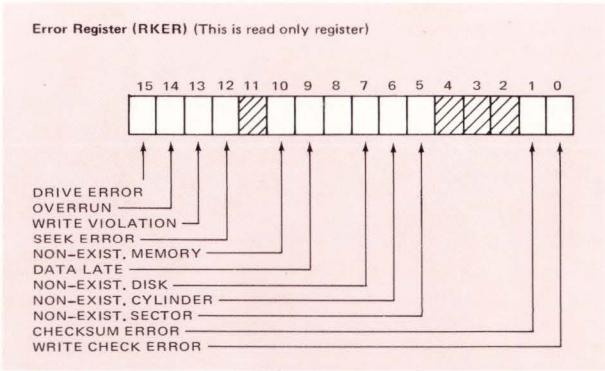 Error Register (RKER) (This is read only register)
15 14 13 12 11 10 9 8 7 6 5 4 3 2 1 0
DRIVE ERROR
OVERRUN
WRITE VIOLATION
SEEK ERROR
NON-EXIST. MEMORY
DATA LATE
NON-EXIST. DISK
NON-EXIST. CYLINDER
NON-EXIST. SECTOR
CHECKSUM ERROR
WRITE CHECK ERROR